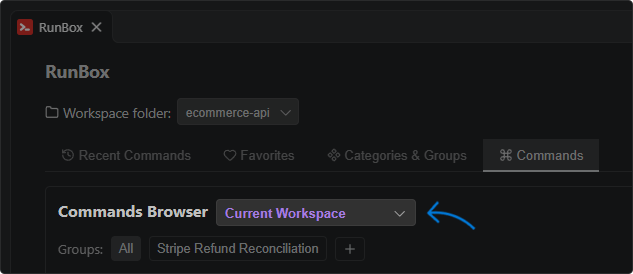 RunBox
RunBox
Workspace folder: ecommerce-api
Recent Commands Favorites Categories & Groups Commands
Commands Browser Current Workspace
Groups: All Stripe Refund Reconciliation +